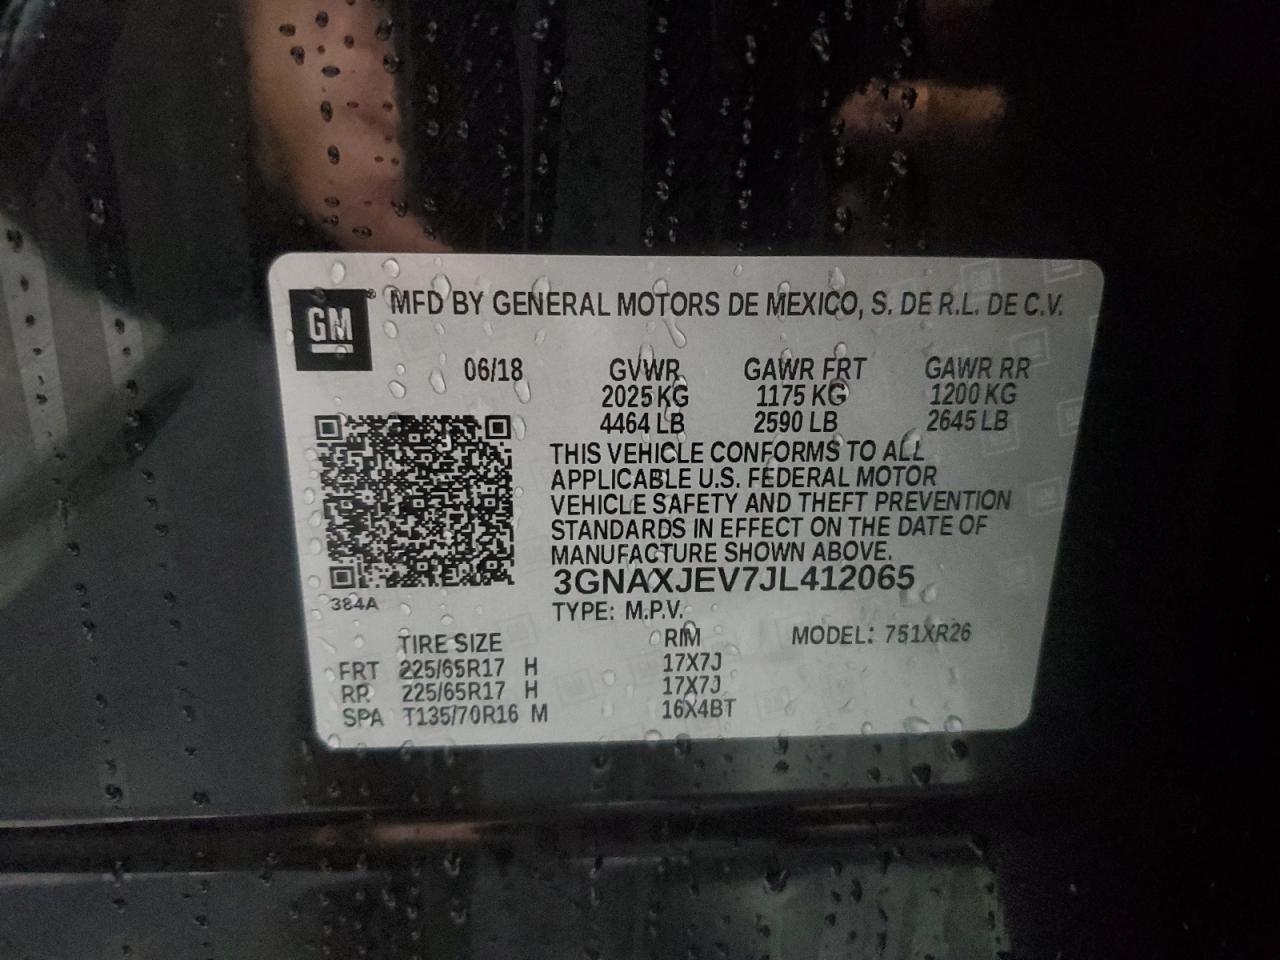 GM ® MFD BY GENERAL MOTORS DE MEXICO, S. DE R.L. DE C.V.
06/18 GVWR GAWR FRT GAWR RR
2025 KG 1175 KG 1200 KG
4464 LB 2590 LB 2645 LB
THIS VEHICLE CONFORMS TO ALL
APPLICABLE U.S. FEDERAL MOTOR
VEHICLE SAFETY AND THEFT PREVENTION
STANDARDS IN EFFECT ON THE DATE OF
MANUFACTURE SHOWN ABOVE.
3GNAXJEV7JL412065
384A
TYPE: M.P.V.
TIRE SIZE RIM MODEL: 751XR26
FRT 225/65R17 H 17X7J
RR 225/65R17 H 17X7J
SPA T135/70R16 M 16X4BT